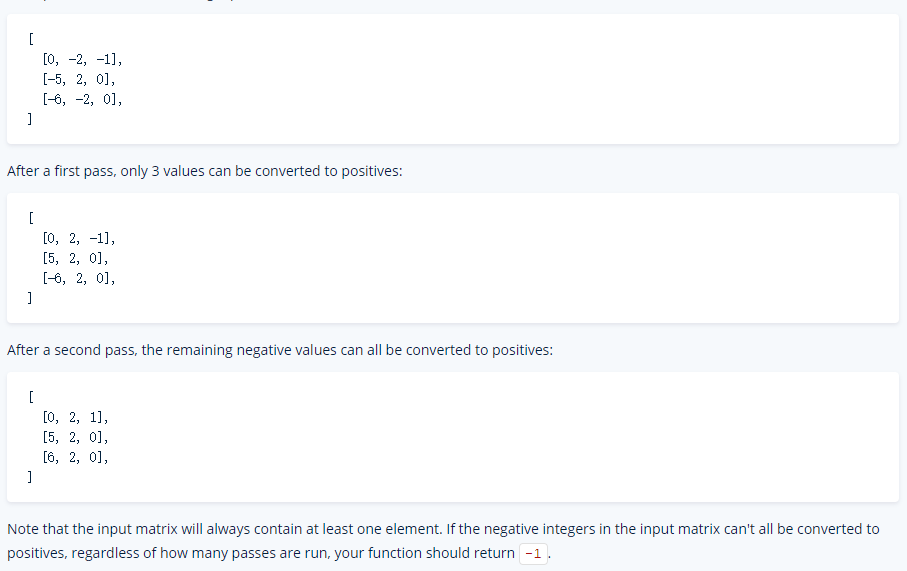 [
[0, -2, -1],
[-5, 2, 0],
[-6, -2, 0],
]
After a first pass, only 3 values can be converted to positives:
[
[0, 2, -1],
[5, 2, 0],
[-6, 2, 0],
]
After a second pass, the remaining negative values can all be converted to positives:
[
[0, 2, 1],
[5, 2, 0],
[6, 2, 0],
]
Note that the input matrix will always contain at least one element. If the negative integers in the input matrix can't all be converted to
positives, regardless of how many passes are run, your function should return -1.